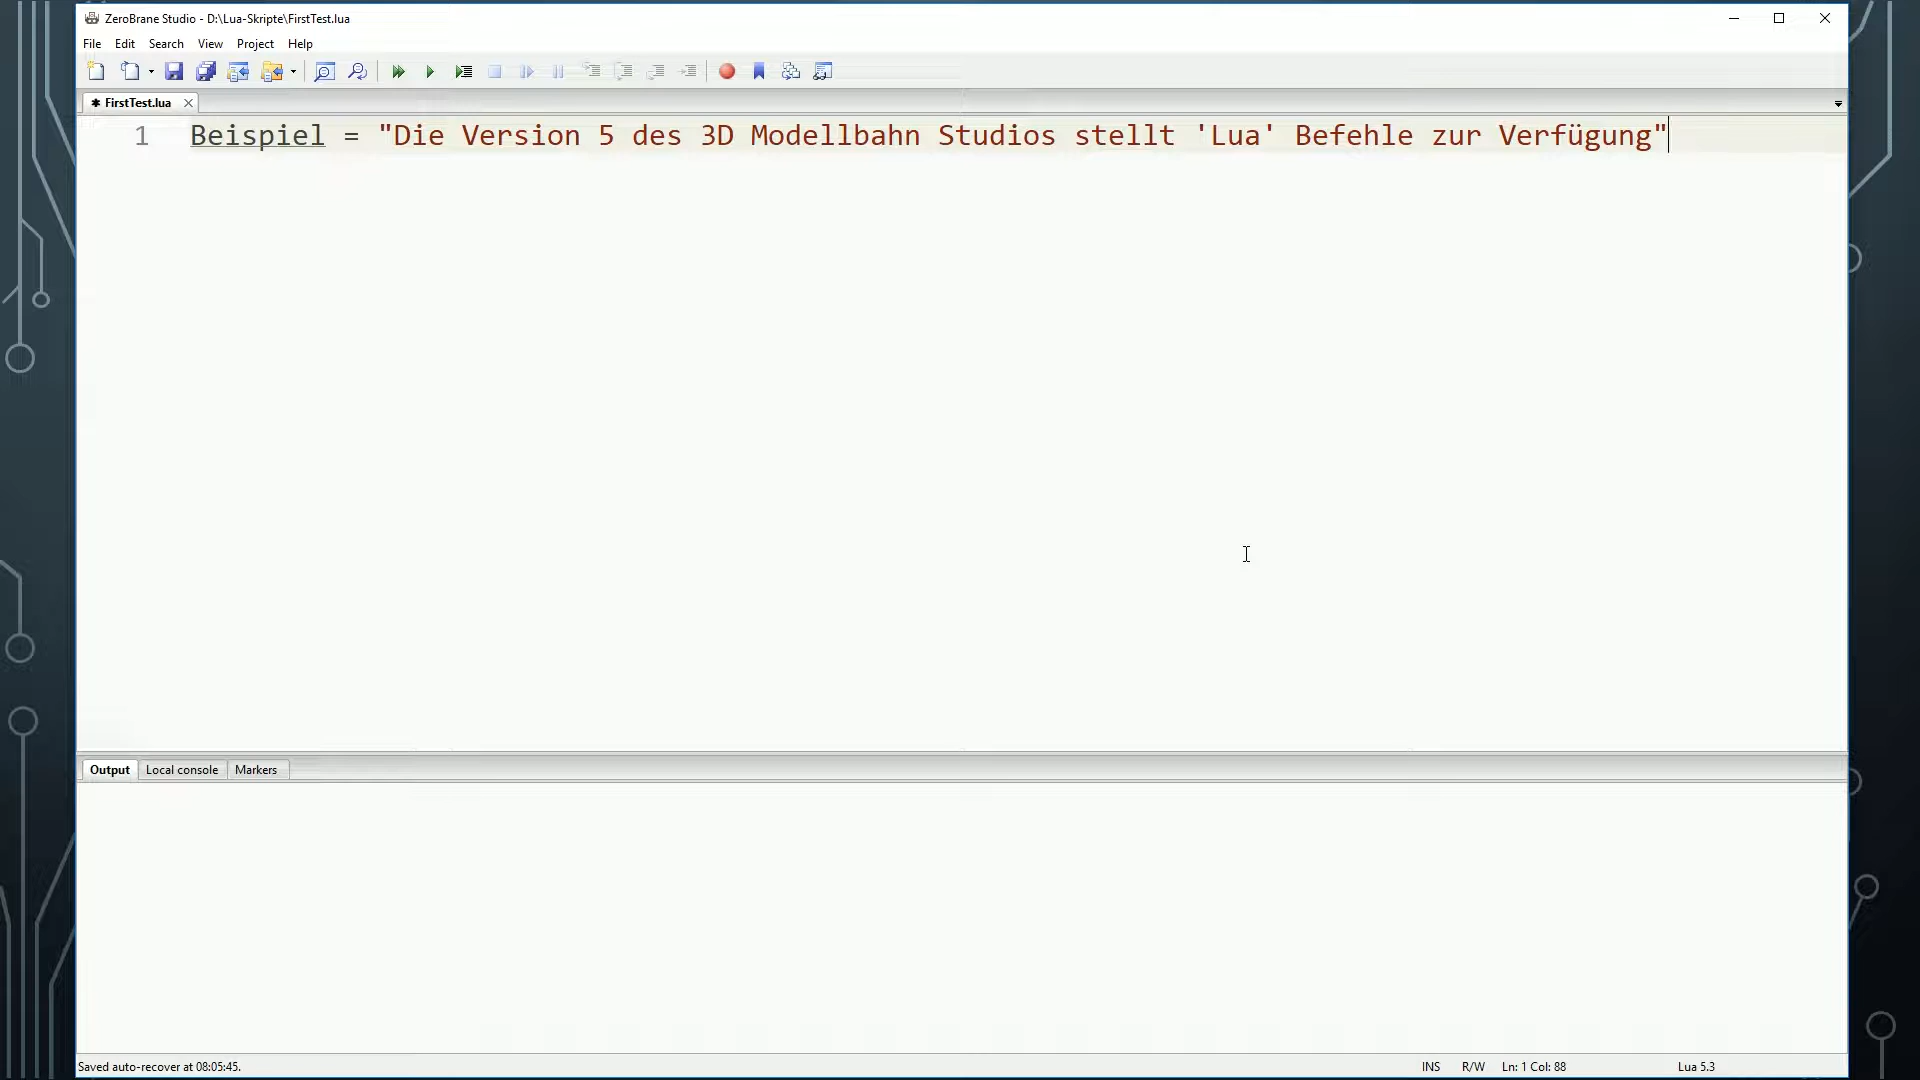 ZeroBrane Studio - D:\Lua-Skripte\FirstTest.lua
File Edit Search View Project Help
✱ FirstTest.lua
1 Beispiel = "Die Version 5 des 3D Modellbahn Studios stellt 'Lua' Befehle zur Verfügung"
Output Local console Markers
Saved auto-recover at 08:05:45. INS R/W Ln: 1 Col: 88 Lua 5.3